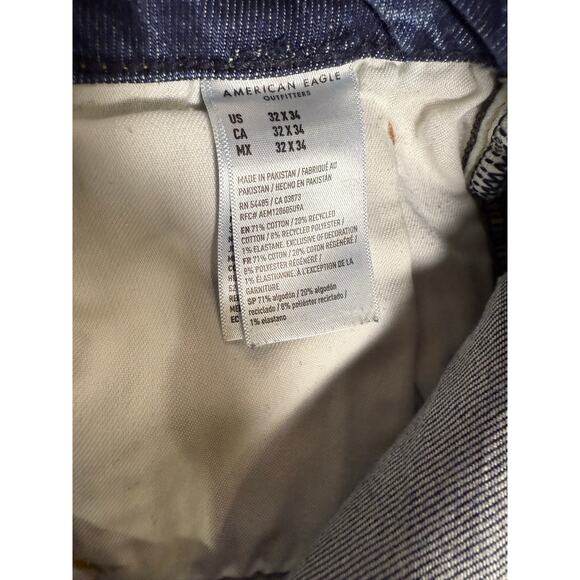 AMERICAN EAGLE
OUTFITTERS
US 32 X 34
CA 32 X 34
MX 32 X 34
MADE IN PAKISTAN / FABRIQUÉ AU
PAKISTAN / HECHO EN PAKISTÁN
RN 54485 / CA 03873
RFC# AEM120605U9A
EN 71% COTTON / 20% RECYCLED
COTTON / 8% RECYCLED POLYESTER /
1% ELASTANE. EXCLUSIVE OF DECORATION
FR 71% COTON / 20% COTON RÉGÉNÉRÉ /
8% POLYESTER RÉGÉNÉRÉ /
1% ÉLASTHANNE. À L'EXCEPTION DE LA
GARNITURE
SP 71% algodón / 20% algodón
reciclado / 8% poliéster reciclado /
1% elastano